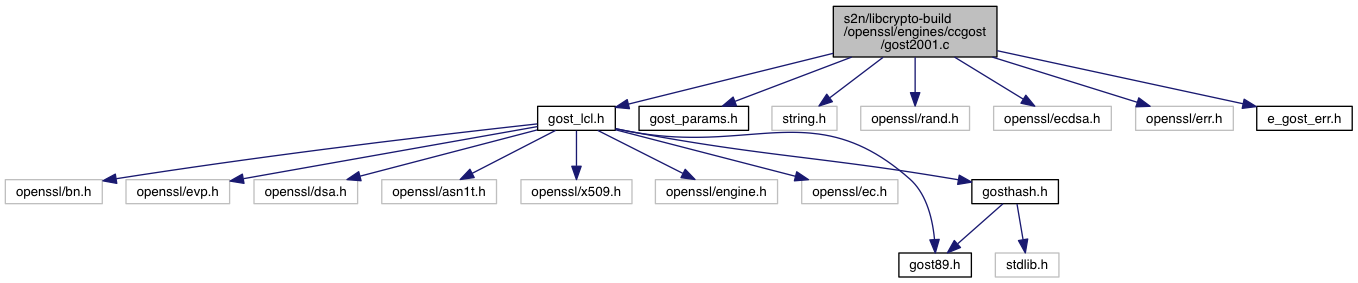 s2n/libcrypto-build
/openssl/engines/ccgost
/gost2001.c
gost_lcl.h
gost_params.h
string.h
openssl/rand.h
openssl/ecdsa.h
openssl/err.h
e_gost_err.h
openssl/bn.h
openssl/evp.h
openssl/dsa.h
openssl/asn1t.h
openssl/x509.h
openssl/engine.h
openssl/ec.h
gosthash.h
gost89.h
stdlib.h